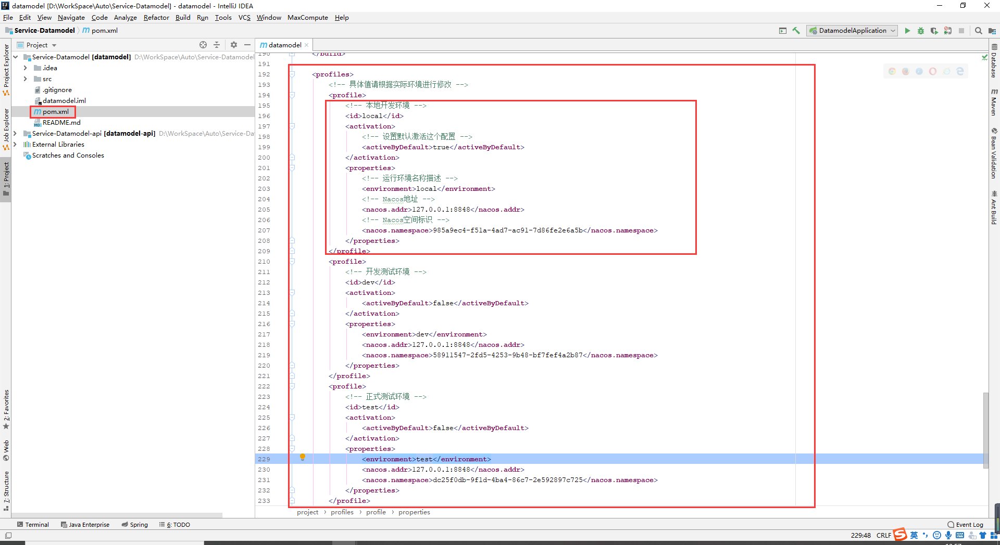 datamodel [D:\WorkSpace\Auto\Service-Datamodel] - datamodel - IntelliJ IDEA
File Edit View Navigate Code Analyze Refactor Build Run Tools VCS Window MaxCompute Help
Service-Datamodel pom.xml
DatamodelApplication
Project
datamodel
Service-Datamodel [datamodel] D:\WorkSpace\Auto\Service-Datamodel
.idea
src
.gitignore
datamodel.iml
pom.xml
README.md
Service-Datamodel-api [datamodel-api] D:\WorkSpace\Auto\Service-Da
External Libraries
Scratches and Consoles
Project Explorer
Job Explorer
1: Project
2: Favorites
Web
7: Structure
190 </build>
191
192 <profiles>
193 <!-- 具体值请根据实际环境进行修改 -->
194 <profile>
195 <!-- 本地开发环境 -->
196 <id>local</id>
197 <activation>
198 <!-- 设置默认激活这个配置 -->
199 <activeByDefault>true</activeByDefault>
200 </activation>
201 <properties>
202 <!-- 运行环境名称描述 -->
203 <environment>local</environment>
204 <!-- Nacos地址 -->
205 <nacos.addr>127.0.0.1:8848</nacos.addr>
206 <!-- Nacos空间标识 -->
207 <nacos.namespace>985a9ec4-f51a-4ad7-ac91-7d86fe2e6a5b</nacos.namespace>
208 </properties>
209 </profile>
210 <profile>
211 <!-- 开发测试环境 -->
212 <id>dev</id>
213 <activation>
214 <activeByDefault>false</activeByDefault>
215 </activation>
216 <properties>
217 <environment>dev</environment>
218 <nacos.addr>127.0.0.1:8848</nacos.addr>
219 <nacos.namespace>58911547-2fd5-4253-9b48-bf7fef4a2b87</nacos.namespace>
220 </properties>
221 </profile>
222 <profile>
223 <!-- 正式测试环境 -->
224 <id>test</id>
225 <activation>
226 <activeByDefault>false</activeByDefault>
227 </activation>
228 <properties>
229 <environment>test</environment>
230 <nacos.addr>127.0.0.1:8848</nacos.addr>
231 <nacos.namespace>dc25f0db-9f1d-4ba4-86c7-2e592897c725</nacos.namespace>
232 </properties>
233 </profile>
project › profiles › profile › properties
Database
Maven
Bean Validation
Ant Build
Terminal Java Enterprise Spring 6: TODO
Event Log
229:48 CRLF
英